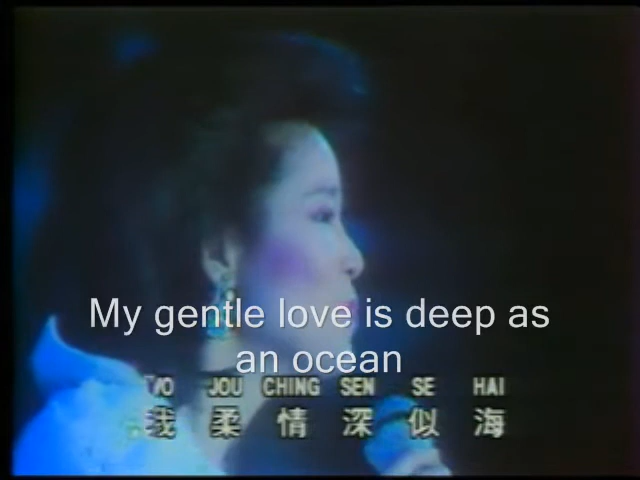 My gentle love is deep as
an ocean
WO JOU CHING SEN SE HAI
我柔情深似海